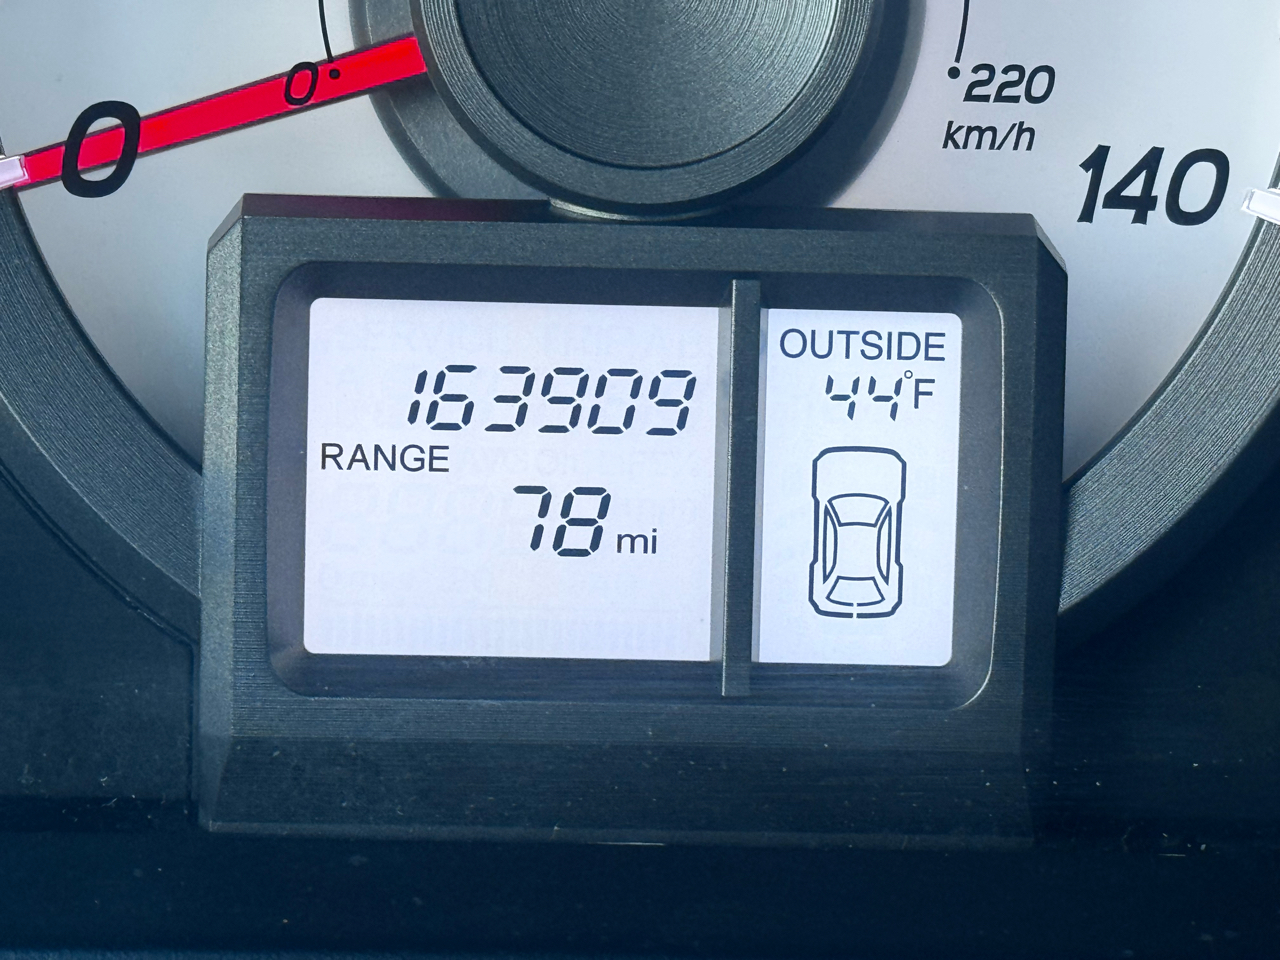 0
0
220
km/h
140
163909
RANGE
78 mi
OUTSIDE
44°F